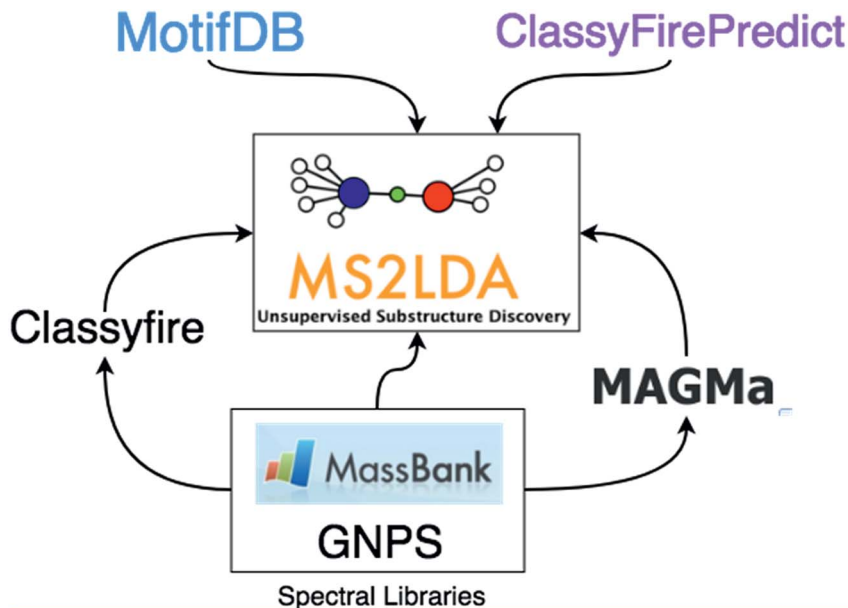 MotifDB
ClassyFirePredict
MS2LDA
Unsupervised Substructure Discovery
Classyfire
MAGMa
MassBank
GNPS
Spectral Libraries